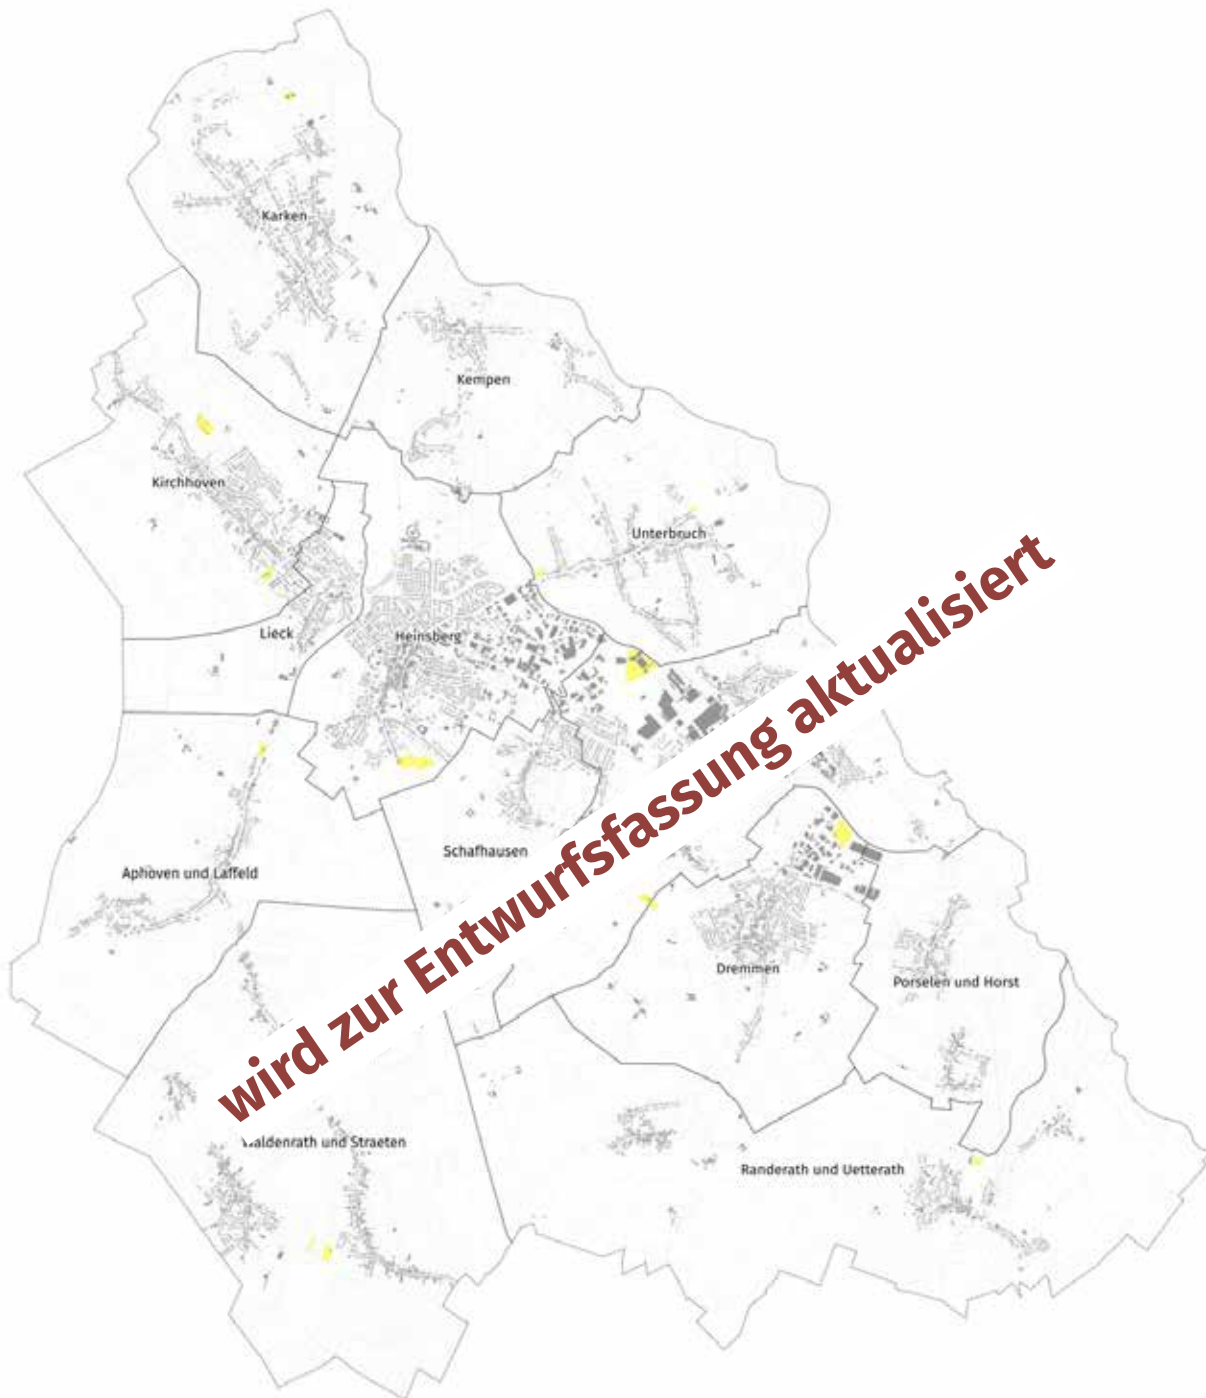 Karken
Kempen
Kirchhoven
Unterbruch
Lieck
Heinsberg
wird zur Entwurfsfassung aktualisiert
Schafhausen
Aphoven und Laffeld
Dremmen
Porselen und Horst
aldenrath und Straeten
Randerath und Uetterath